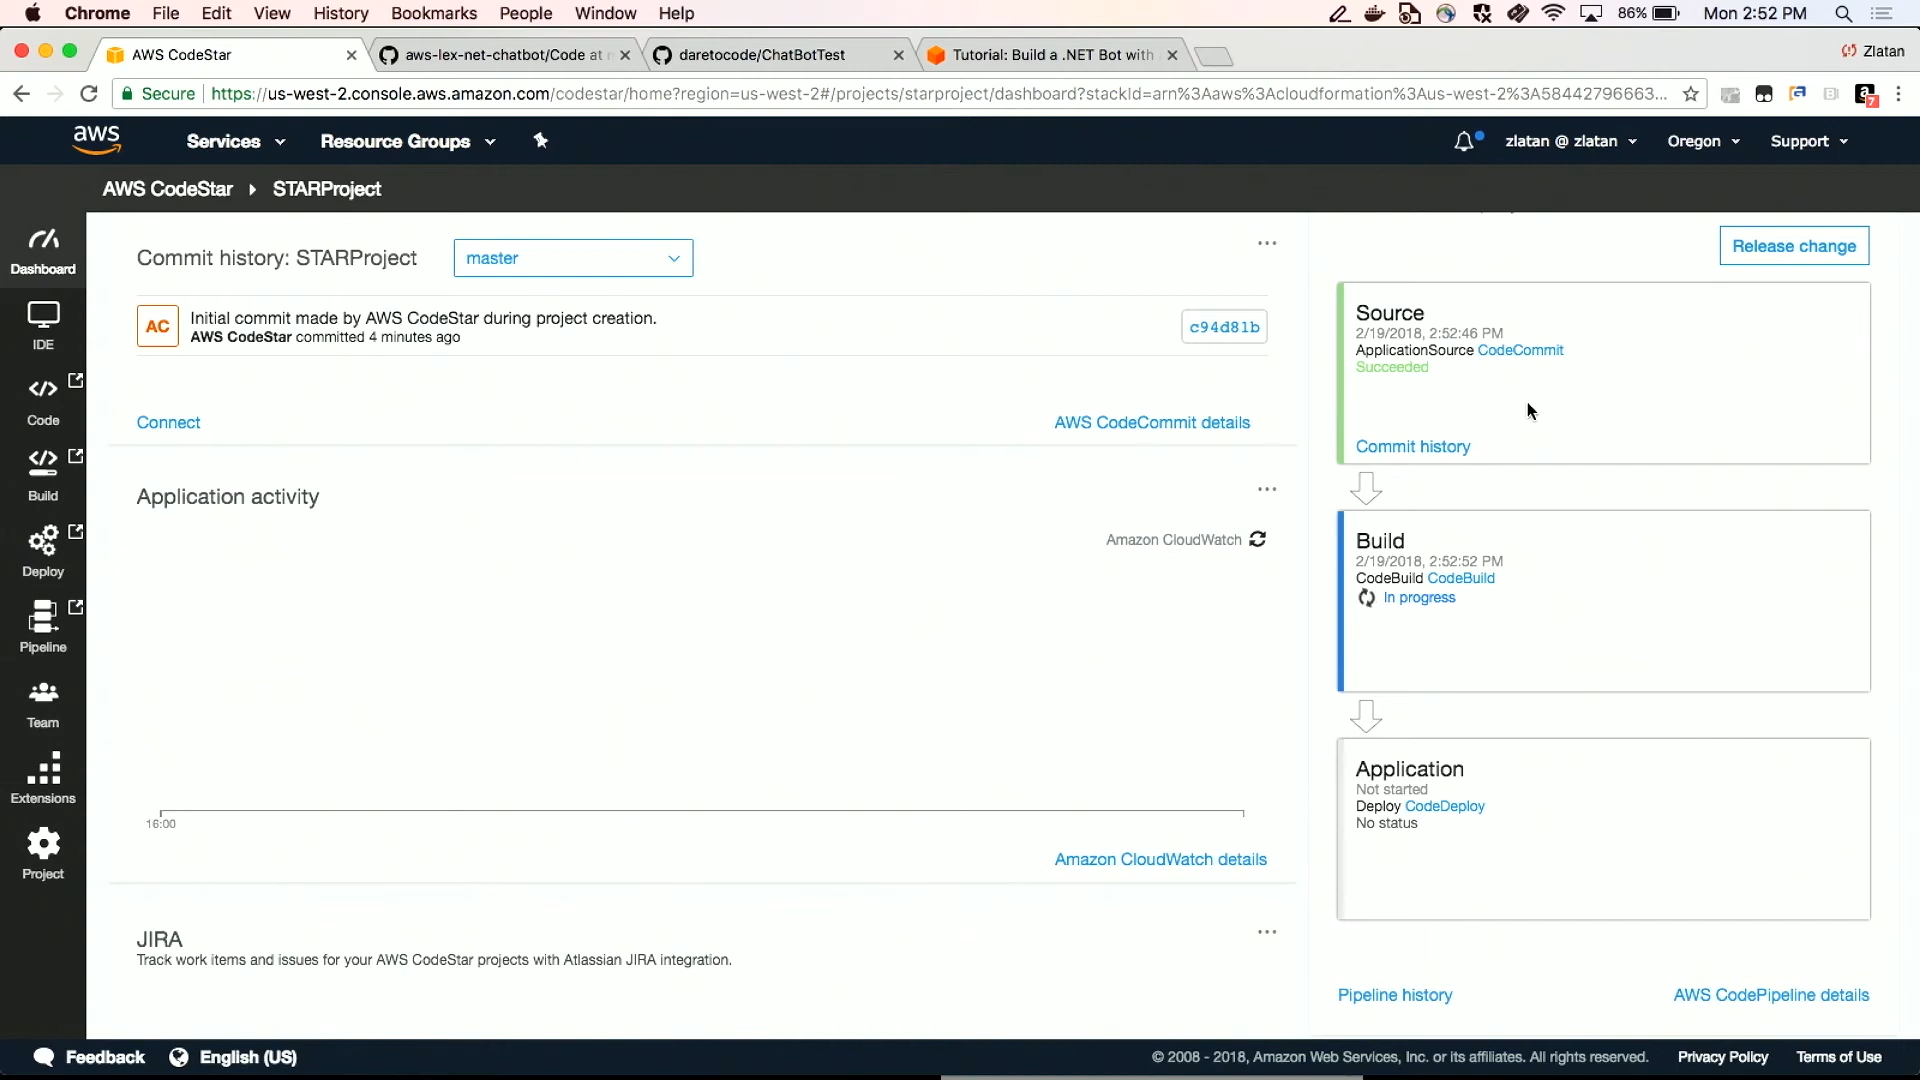 Chrome File Edit View History Bookmarks People Window Help
86% Mon 2:52 PM
AWS CodeStar
aws-lex-net-chatbot/Code at
daretocode/ChatBotTest
Tutorial: Build a .NET Bot with
Zlatan
Secure https://us-west-2.console.aws.amazon.com/codestar/home?region=us-west-2#/projects/starproject/dashboard?stackId=arn%3Aaws%3Acloudformation%3Aus-west-2%3A58442796663...
7
aws
Services
Resource Groups
zlatan @ zlatan
Oregon
Support
AWS CodeStar
STARProject
Dashboard
IDE
Code
Build
Deploy
Pipeline
Team
Extensions
Project
Commit history: STARProject
master
...
AC
Initial commit made by AWS CodeStar during project creation.
AWS CodeStar committed 4 minutes ago
c94d81b
Connect
AWS CodeCommit details
Application activity
...
Amazon CloudWatch
16:00
Amazon CloudWatch details
JIRA
...
Track work items and issues for your AWS CodeStar projects with Atlassian JIRA integration.
Release change
Source
2/19/2018, 2:52:46 PM
ApplicationSource CodeCommit
Succeeded
Commit history
Build
2/19/2018, 2:52:52 PM
CodeBuild CodeBuild
In progress
Application
Not started
Deploy CodeDeploy
No status
Pipeline history
AWS CodePipeline details
Feedback
English (US)
© 2008 - 2018, Amazon Web Services, Inc. or its affiliates. All rights reserved.
Privacy Policy
Terms of Use